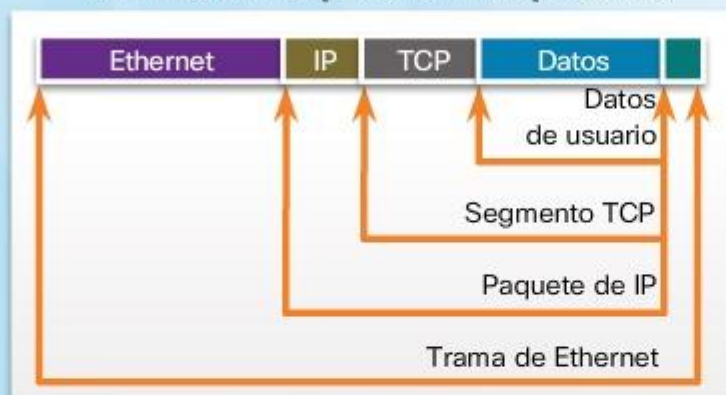 Ethernet IP TCP Datos
Datos
de usuario
Segmento TCP
Paquete de IP
Trama de Ethernet